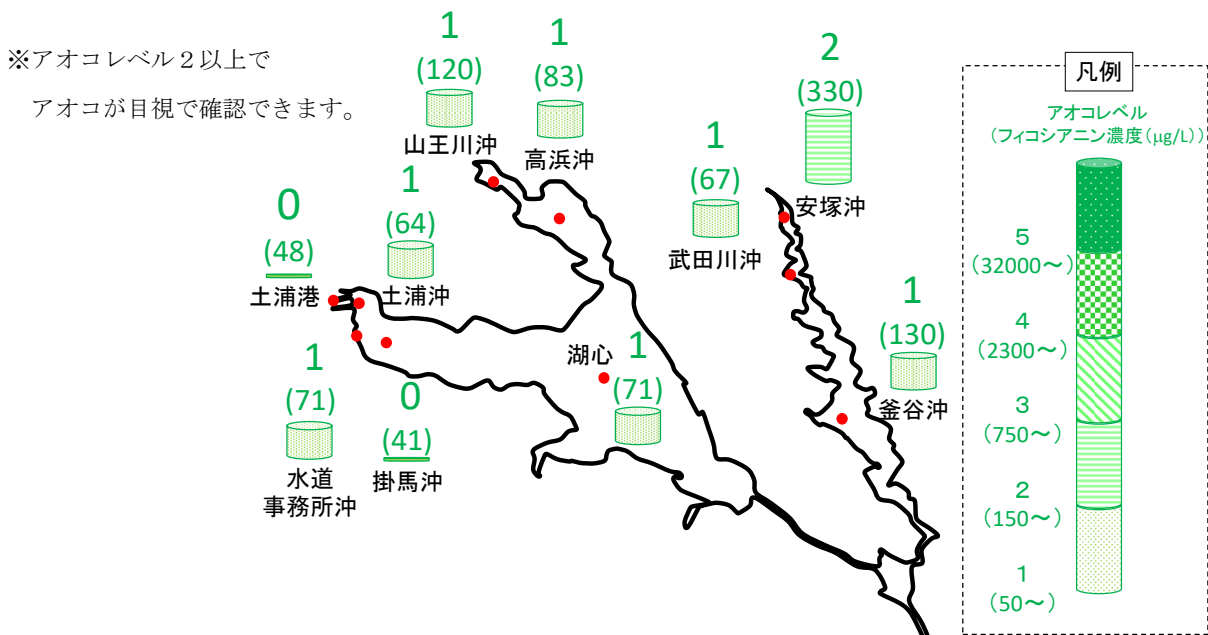 ※アオコレベル２以上で
アオコが目視で確認できます。
1
(120)
山王川沖
1
(83)
高浜沖
2
(330)
安塚沖
1
(67)
武田川沖
0
(48)
土浦港
1
(64)
土浦沖
1
(130)
釜谷沖
湖心
1
(71)
1
(71)
水道
事務所沖
0
(41)
掛馬沖
凡例
アオコレベル
（フィコシアニン濃度（μg/L））
５
（32000～）
４
（2300～）
３
（750～）
２
（150～）
１
（50～）